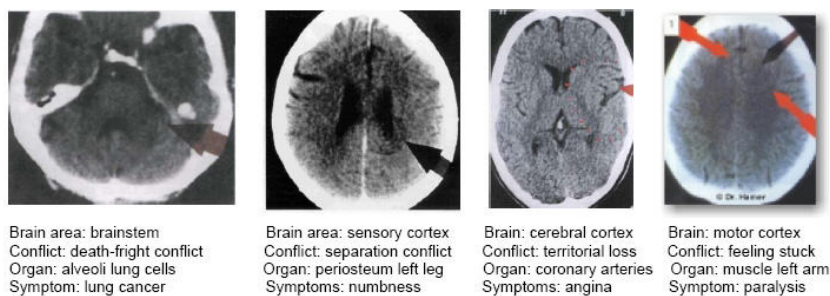 1
© Dr. Hamer
Brain area: brainstem
Conflict: death-fright conflict
Organ: alveoli lung cells
Symptom: lung cancer
Brain area: sensory cortex
Conflict: separation conflict
Organ: periosteum left leg
Symptoms: numbness
Brain: cerebral cortex
Conflict: territorial loss
Organ: coronary arteries
Symptoms: angina
Brain: motor cortex
Conflict: feeling stuck
Organ: muscle left arm
Symptom: paralysis